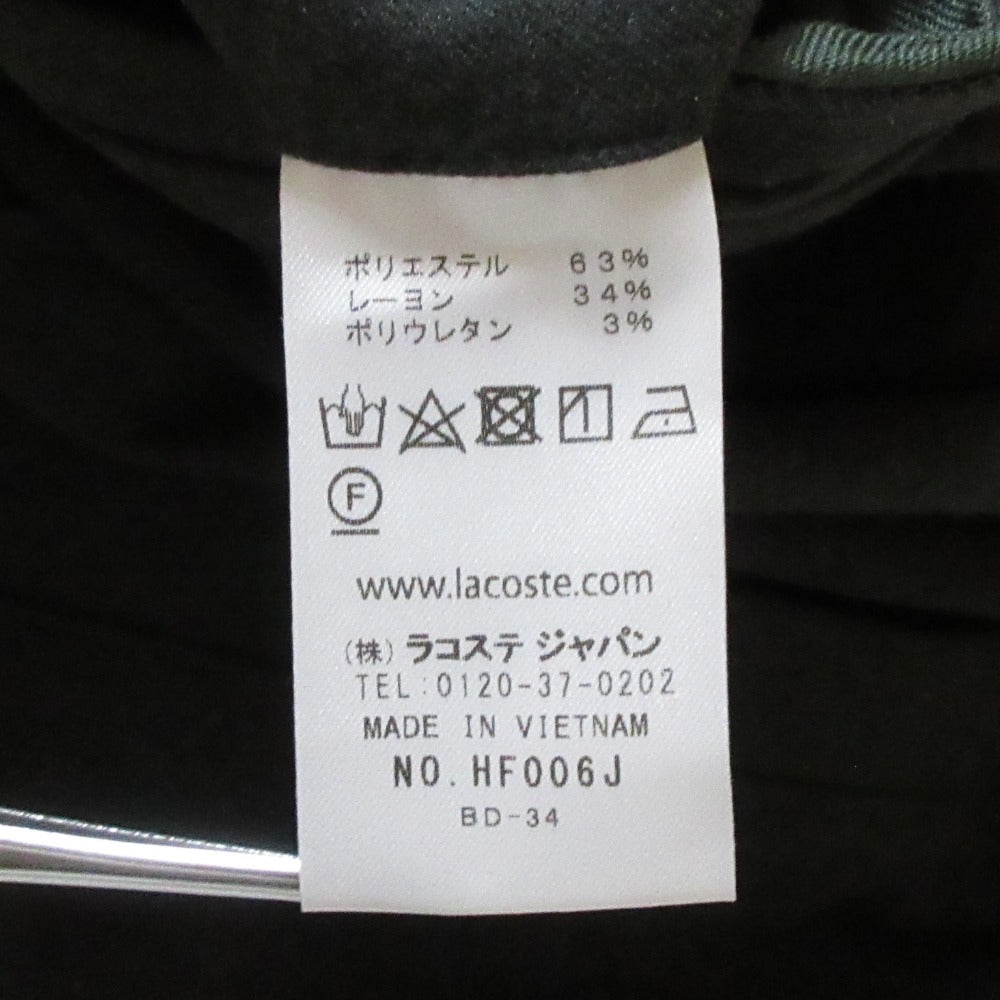 ポリエステル 63%
レーヨン 34%
ポリウレタン 3%
F
www.lacoste.com
(株) ラコステ ジャパン
TEL:0120-37-0202
MADE IN VIETNAM
NO. HF006J
BD-34